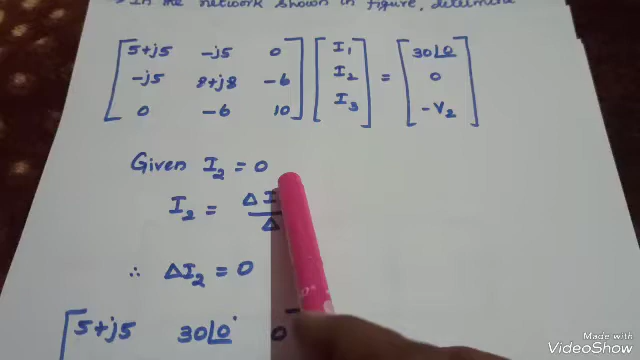 In the network shown in figure, determine
[5+j5 -j5 0] [I1] = [30∠0]
[-j5 8+j8 -6] [I2] [0]
[0 -6 10] [I3] [-V2]
Given I2 = 0
I2 = ΔI / Δ
∴ ΔI2 = 0
5+j5 30∠0° 0
Made with
VideoShow